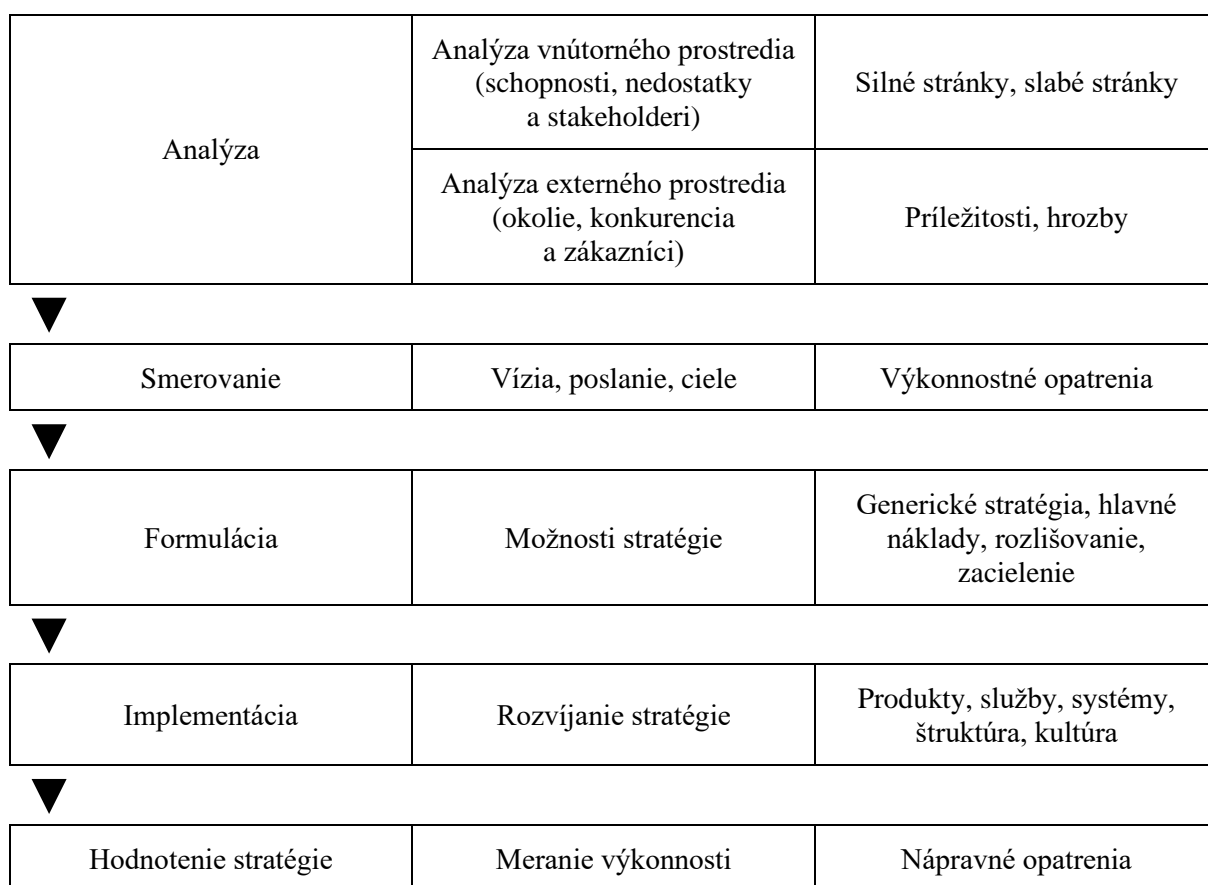 Analýza
Analýza vnútorného prostredia
(schopnosti, nedostatky
a stakeholderi)
Silné stránky, slabé stránky
Analýza externého prostredia
(okolie, konkurencia
a zákazníci)
Príležitosti, hrozby
Smerovanie
Vízia, poslanie, ciele
Výkonnostné opatrenia
Formulácia
Možnosti stratégie
Generické stratégia, hlavné
náklady, rozlišovanie,
zacielenie
Implementácia
Rozvíjanie stratégie
Produkty, služby, systémy,
štruktúra, kultúra
Hodnotenie stratégie
Meranie výkonnosti
Nápravné opatrenia